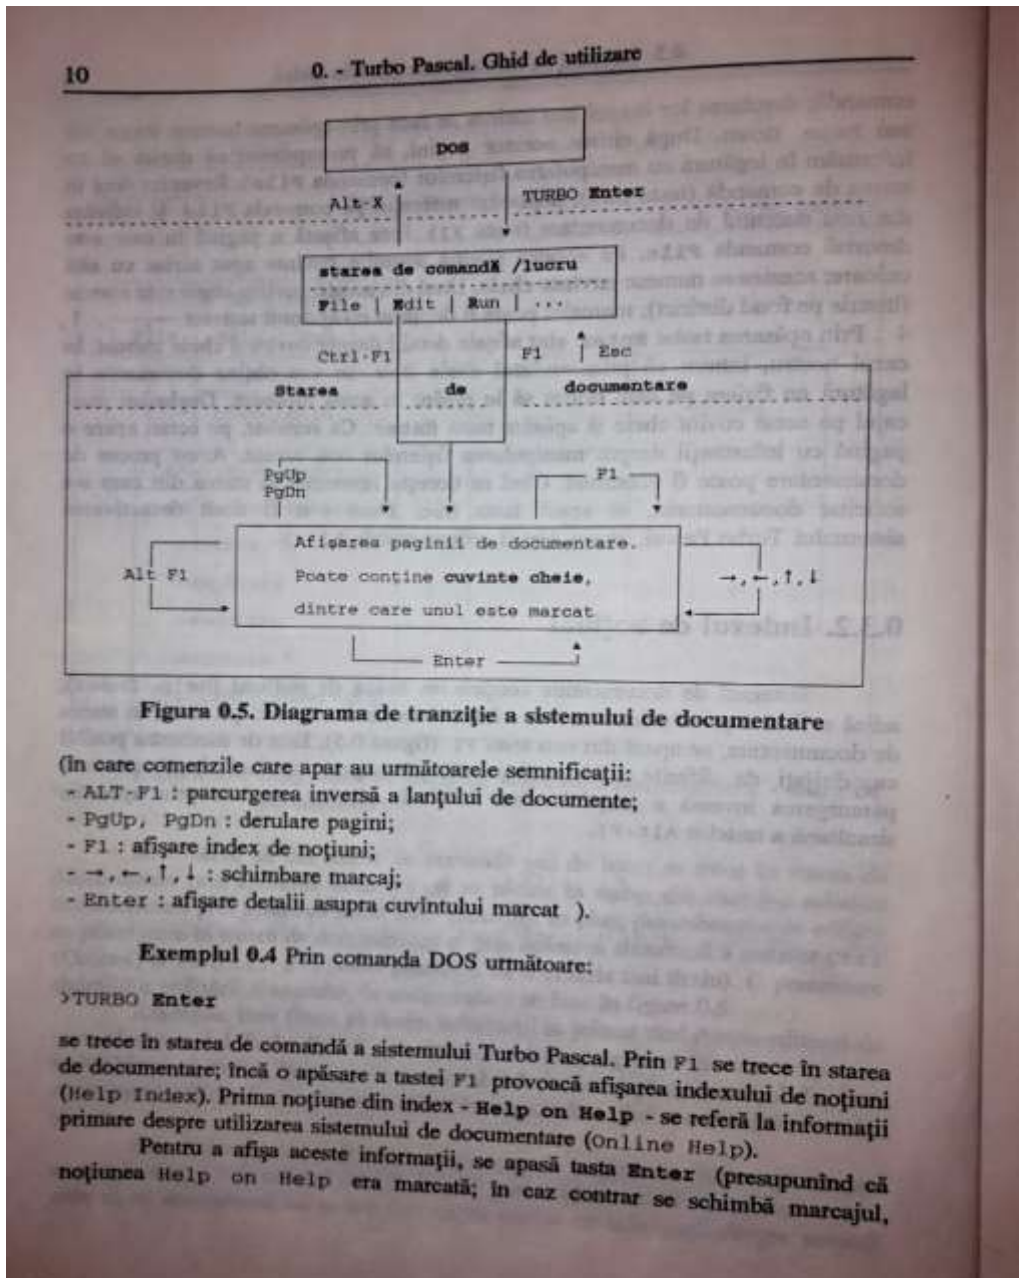 10
0. - Turbo Pascal. Ghid de utilizare
DOS
Alt-X
TURBO Enter
starea de comandă /lucru
File | Edit | Run | ...
Ctrl-F1
F1
Esc
Starea de documentare
PgUp
PgDn
F1
Afişarea paginii de documentare.
Alt F1
Poate conţine cuvinte cheie,
→,←,↑,↓
dintre care unul este marcat
Enter
Figura 0.5. Diagrama de tranziţie a sistemului de documentare
(în care comenzile care apar au următoarele semnificaţii:
- ALT-F1 : parcurgerea inversă a lanţului de documente;
- PgUp, PgDn : derulare pagini;
- F1 : afişare index de noţiuni;
- →,←,↑,↓ : schimbare marcaj;
- Enter : afişare detalii asupra cuvîntului marcat ).
Exemplul 0.4 Prin comanda DOS următoare:
>TURBO Enter
se trece în starea de comandă a sistemului Turbo Pascal. Prin F1 se trece în starea
de documentare; încă o apăsare a tastei F1 provoacă afişarea indexului de noţiuni
(Help Index). Prima noţiune din index - Help on Help - se referă la informaţii
primare despre utilizarea sistemului de documentare (Online Help).
Pentru a afişa aceste informaţii, se apasă tasta Enter (presupunînd că
noţiunea Help on Help era marcată; în caz contrar se schimbă marcajul,